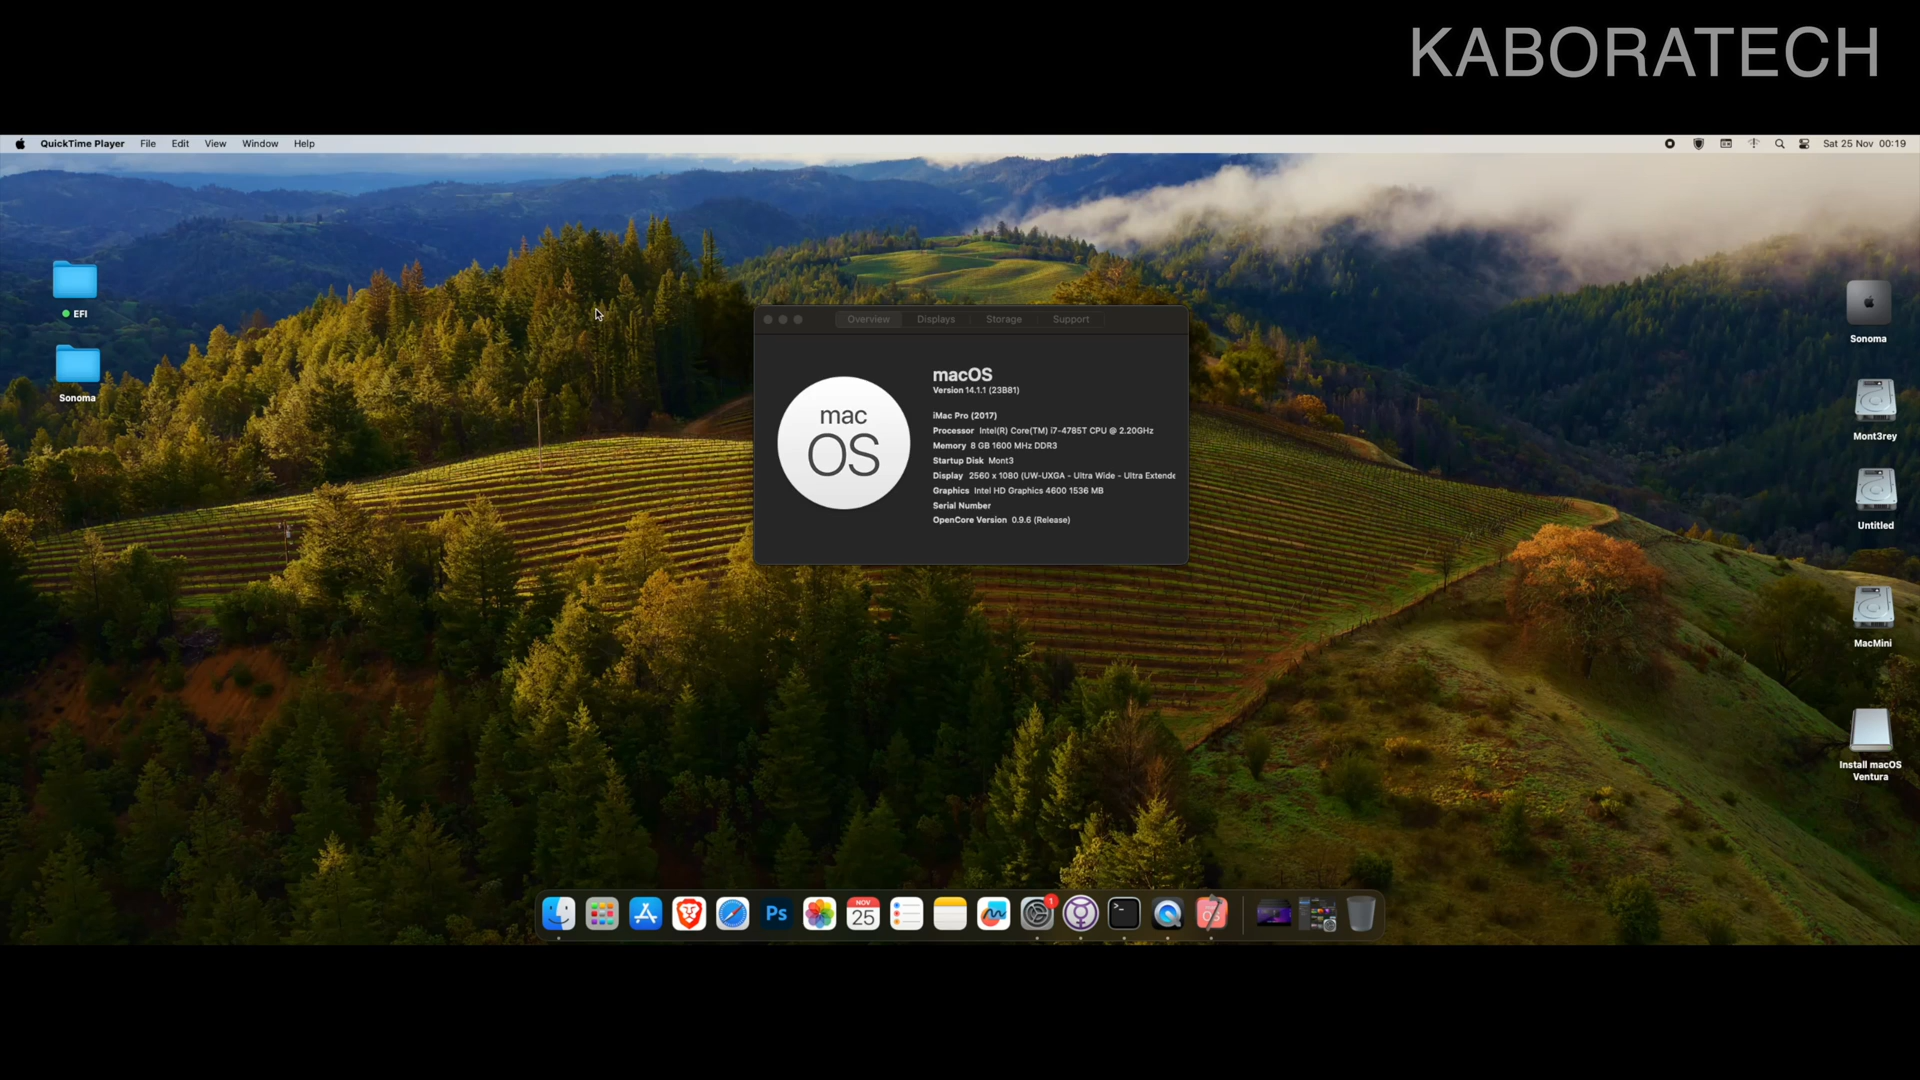 KABORATECH
QuickTime Player File Edit View Window Help
Sat 25 Nov 00:19
EFI
Sonoma
Overview Displays Storage Support
mac
OS
macOS
Version 14.1.1 (23B81)
iMac Pro (2017)
Processor Intel(R) Core(TM) i7-4785T CPU @ 2.20GHz
Memory 8 GB 1600 MHz DDR3
Startup Disk Mont3
Display 2560 x 1080 (UW-UXGA - Ultra Wide - Ultra Extende
Graphics Intel HD Graphics 4600 1536 MB
Serial Number
OpenCore Version 0.9.6 (Release)
Sonoma
Mont3rey
Untitled
MacMini
Install macOS
Ventura
Ps
NOV
25
1
>_